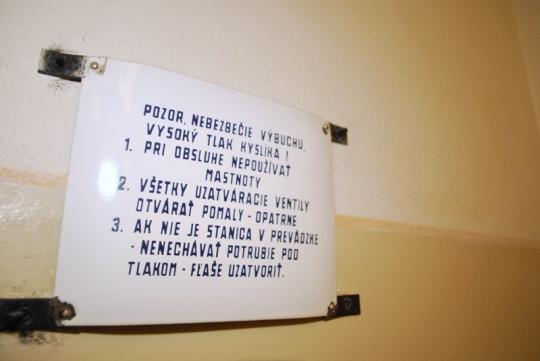 POZOR, NEBEZBEČIE VÝBUCHU,
VYSOKÝ TLAK KYSLÍKA !
1. PRI OBSLUHE NEPOUŽÍVAŤ
MASTNOTY
2. VŠETKY UZATVÁRACIE VENTILY
OTVÁRAŤ POMALY - OPATRNE
3. AK NIE JE STANICA V PREVÁDZKE
- NENECHÁVAŤ POTRUBIE POD
TLAKOM - FĽAŠE UZATVORIŤ.